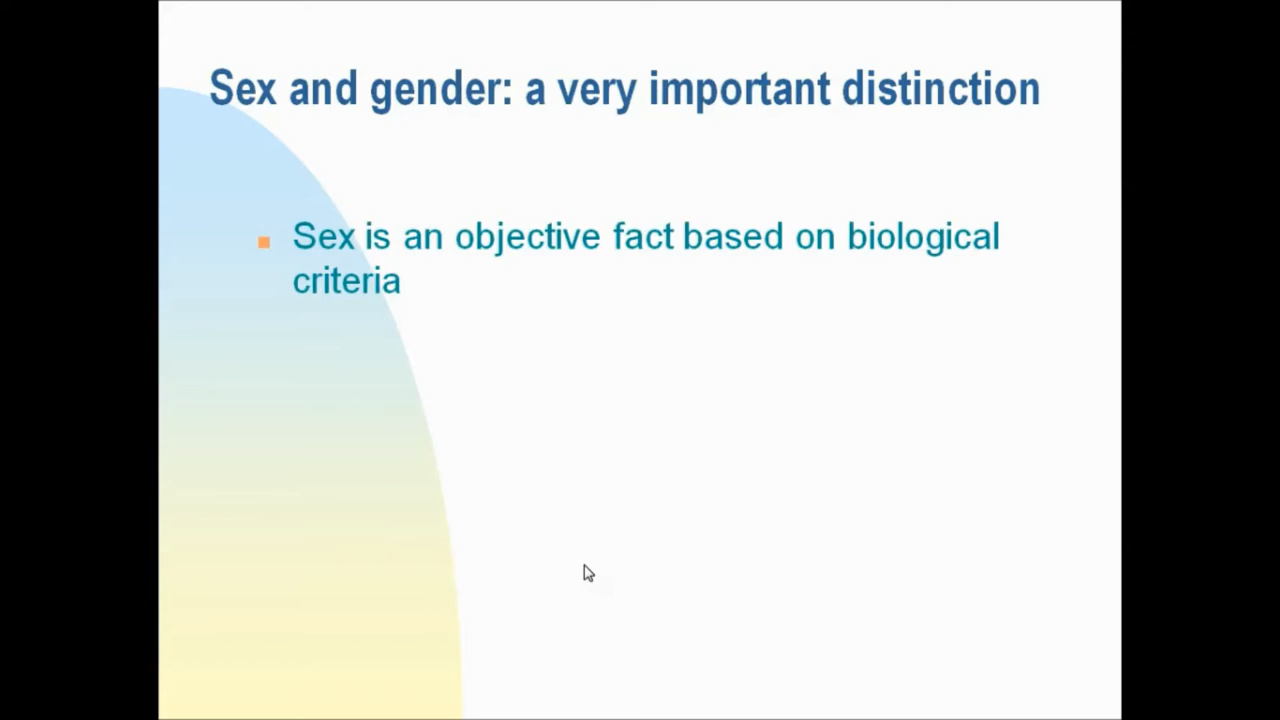 Sex and gender: a very important distinction
Sex is an objective fact based on biological
criteria